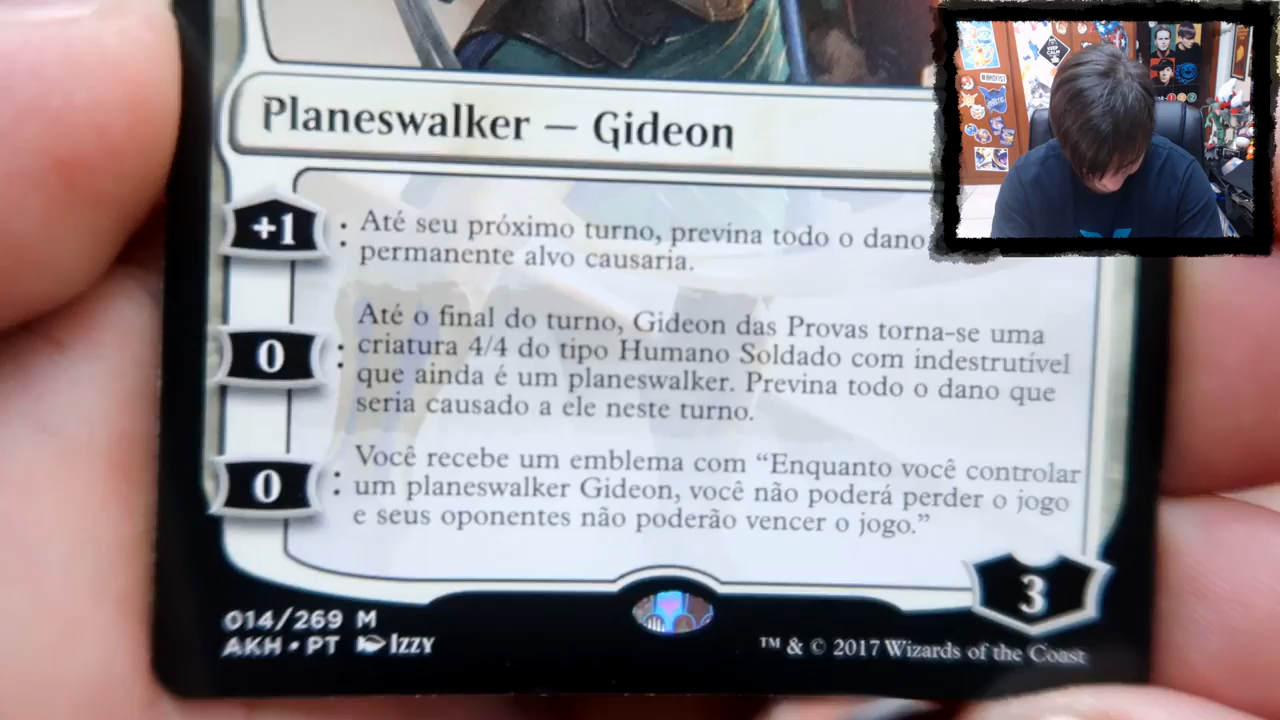 Planeswalker — Gideon
+1 : Até seu próximo turno, previna todo o dano
permanente alvo causaria.
Até o final do turno, Gideon das Provas torna-se uma
0 : criatura 4/4 do tipo Humano Soldado com indestrutível
que ainda é um planeswalker. Previna todo o dano que
seria causado a ele neste turno.
Você recebe um emblema com “Enquanto você controlar
0 : um planeswalker Gideon, você não poderá perder o jogo
e seus oponentes não poderão vencer o jogo.”
3
014/269 M
AKH • PT Izzy
™ & © 2017 Wizards of the Coast